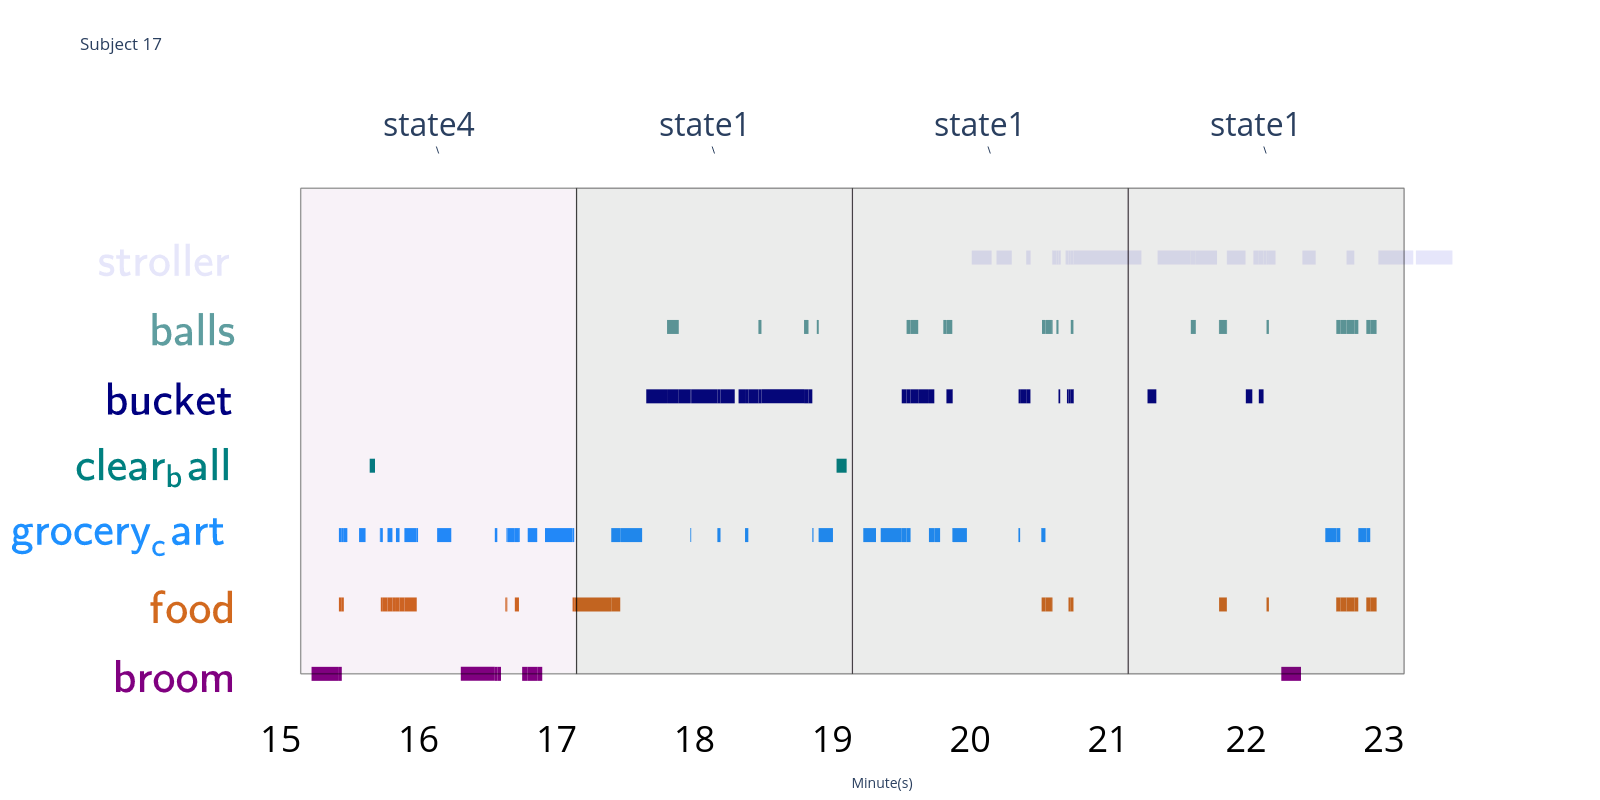 Subject 17
state4 state1 state1 state1
stroller
balls
bucket
clear_ball
grocery_cart
food
broom
15 16 17 18 19 20 21 22 23
Minute(s)